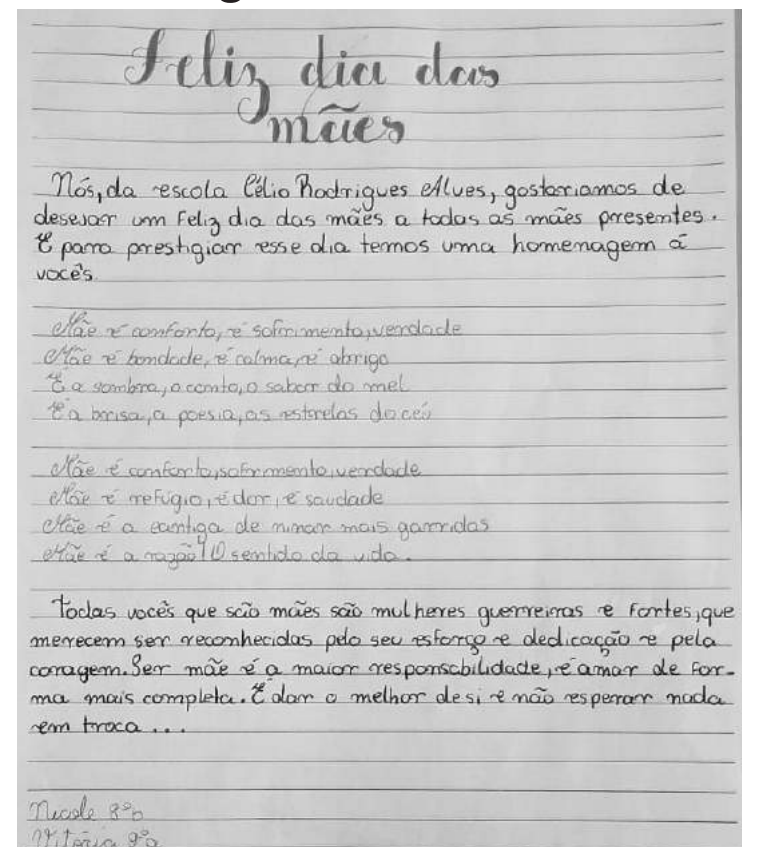 Feliz dia das
mães
Nós, da escola Célio Rodrigues Alves, gostariamos de
desejar um Feliz dia das mães a todas as mães presentes.
E para prestigiar esse dia temos uma homenagem á
vocês.
Mãe é conforto, é sofrimento, verdade
Mãe é bondade, é calma, é abrigo
É a sombra, o canto, o sabor do mel
É a brisa, a poesia, as estrelas do céu
Mãe é conforto, sofrimento, verdade
Mãe é refúgio, é dor, é saudade
Mãe é a cantiga de ninar mais garridas
Mãe é a razão! O sentido da vida.
Todas vocês que são mães são mulheres guerreiras e fortes, que
merecem ser reconhecidas pelo seu esforço e dedicação e pela
corragem. Ser mãe é a maior responsabilidade, é amar de for-
ma mais completa. É dar o melhor de si e não esperar nada
em troca ...
Nicole 8ºb
Vitória 9ºa